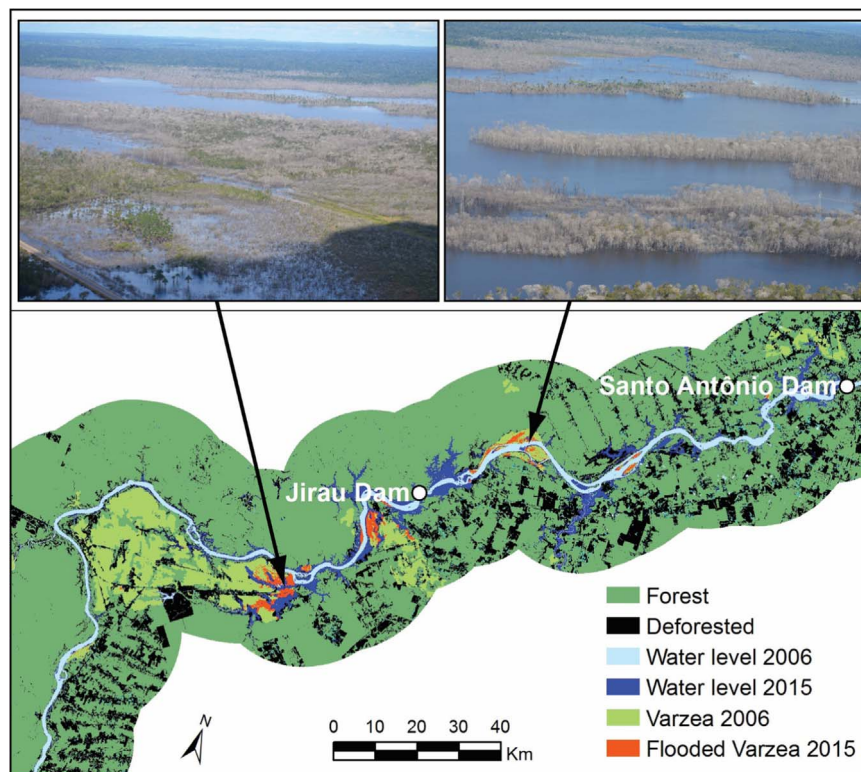 Santo Antônio Dam
Jirau Dam
Forest
Deforested
Water level 2006
Water level 2015
Varzea 2006
Flooded Varzea 2015
N
0 10 20 30 40
Km